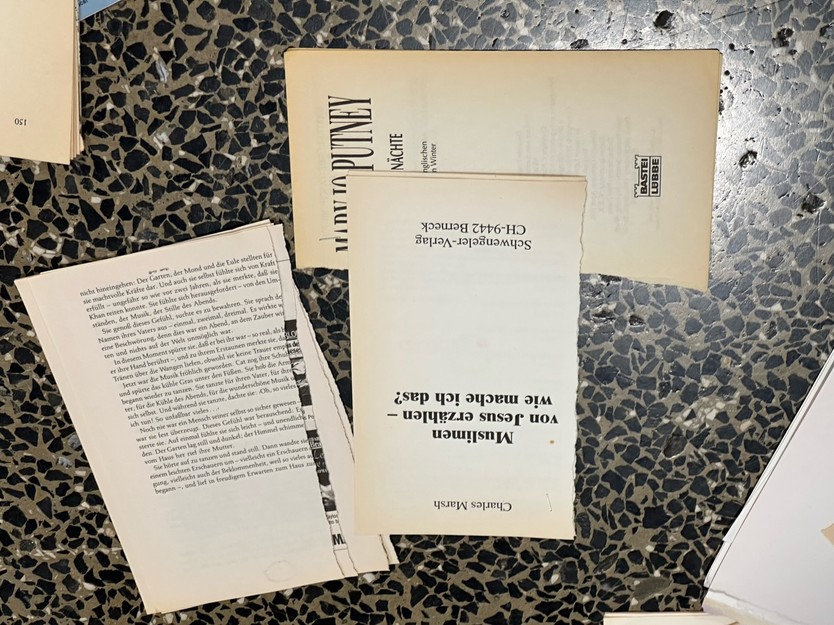 150
MARY JO PUTNEY
NÄCHTE
nglischen
n Winter
BASTEI
LÜBBE
Charles Marsh
Muslimen
von Jesus erzählen –
wie mache ich das?
Schwengeler-Verlag
CH-9442 Berneck
nicht hineingehen: Der Garten, der Mond und die Eule stellten für
sie machtvolle Kräfte dar. Und auch sie selbst fühlte sich von Kraft
erfüllt – ungefähr so wie vor zwei Jahren, als sie merkte, daß sie
Khan reiten konnte. Sie fühlte sich herausgefordert – von den Um-
ständen, der Musik, der Stille des Abends.
Sie genoß dieses Gefühl, suchte es zu bewahren. Sie sprach de
Namen ihres Vaters aus – einmal, zweimal, dreimal. Es wirkte w
eine Beschwörung, denn dies war ein Abend, an dem Zauber wi
ten und nichts auf der Welt unmöglich war.
In diesem Moment spürte sie, daß er bei ihr war – so real, als
er ihre Hand berührt –, und zu ihrem Erstaunen merkte sie, da
Tränen über die Wangen liefen, obwohl sie keine Trauer emp
Jetzt war die Musik fröhlich geworden. Cat zog ihre Schu
und spürte das kühle Gras unter den Füßen. Sie hob die Arm
begann wieder zu tanzen. Sie tanzte für ihren Vater, für ih
ter, für die Kühle des Abends, für die wunderschöne Musik
sich selbst. Und während sie tanzte, dachte sie: ›Oh, so vieles
ich tun! So unfaßbar vieles . . .‹
Noch nie war ein Mensch seiner selbst so sicher gewesen
war sie fest überzeugt. Dieses Gefühl war berauschend. Es
eterte sie. Auf einmal fühlte sie sich leicht – und unendlich
den. Der Garten lag still und dunkel; der Himmel schimme
vom Haus her rief ihre Mutter.
Sie hörte auf zu tanzen und stand still. Dann wandte sie
einem leichten Erschauern um – vielleicht ein Erschauern
gung, vielleicht auch der Beklommenheit, weil so vieles a
begann –, und lief in freudigem Erwarten zum Haus zu